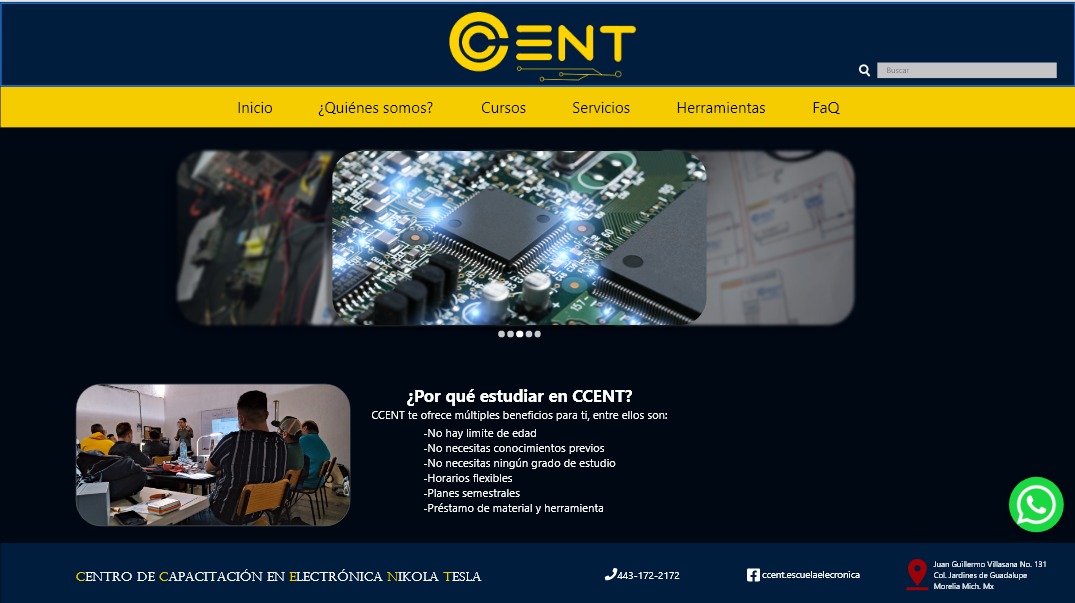 CCENT
Buscar
Inicio ¿Quiénes somos? Cursos Servicios Herramientas FaQ
¿Por qué estudiar en CCENT?
CCENT te ofrece múltiples beneficios para ti, entre ellos son:
-No hay limite de edad
-No necesitas conocimientos previos
-No necesitas ningún grado de estudio
-Horarios flexibles
-Planes semestrales
-Préstamo de material y herramienta
CENTRO DE CAPACITACIÓN EN ELECTRÓNICA NIKOLA TESLA
443-172-2172
ccent.escuelaelecronica
Juan Guillermo Villasana No. 131
Col. Jardines de Guadalupe
Morelia Mich. Mx